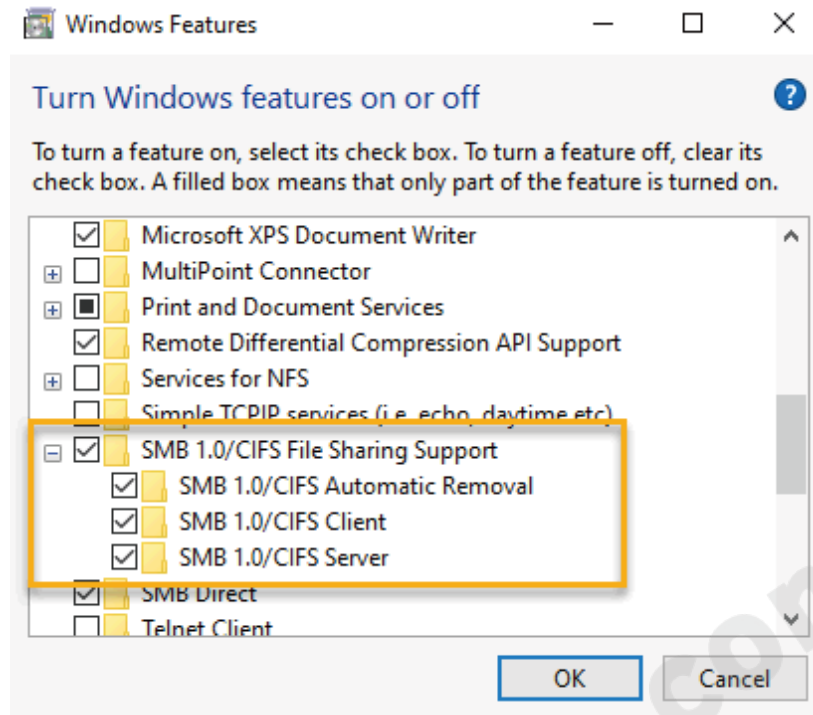 Windows Features
Turn Windows features on or off
?
To turn a feature on, select its check box. To turn a feature off, clear its
check box. A filled box means that only part of the feature is turned on.
Microsoft XPS Document Writer
MultiPoint Connector
Print and Document Services
Remote Differential Compression API Support
Services for NFS
Simple TCPIP services (i.e. echo, daytime etc)
SMB 1.0/CIFS File Sharing Support
SMB 1.0/CIFS Automatic Removal
SMB 1.0/CIFS Client
SMB 1.0/CIFS Server
SMB Direct
Telnet Client
OK Cancel